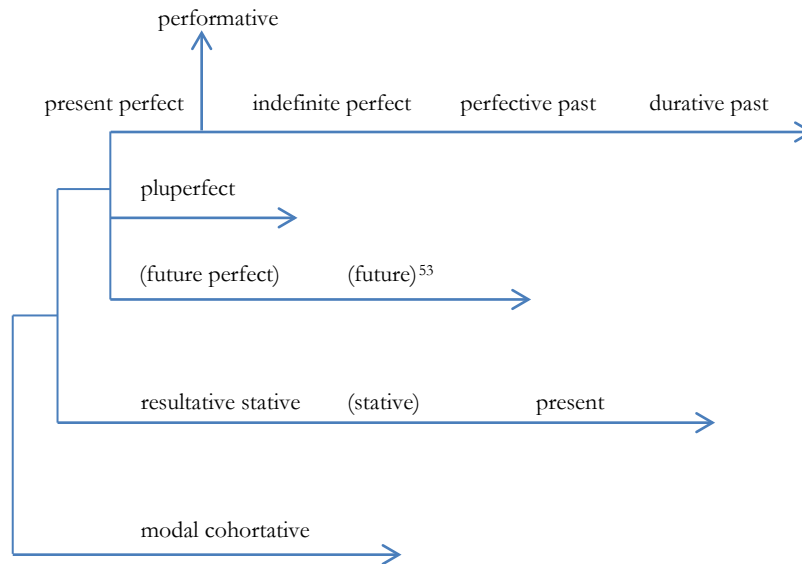 performative
present perfect indefinite perfect perfective past durative past
pluperfect
(future perfect) (future)53
resultative stative (stative) present
modal cohortative